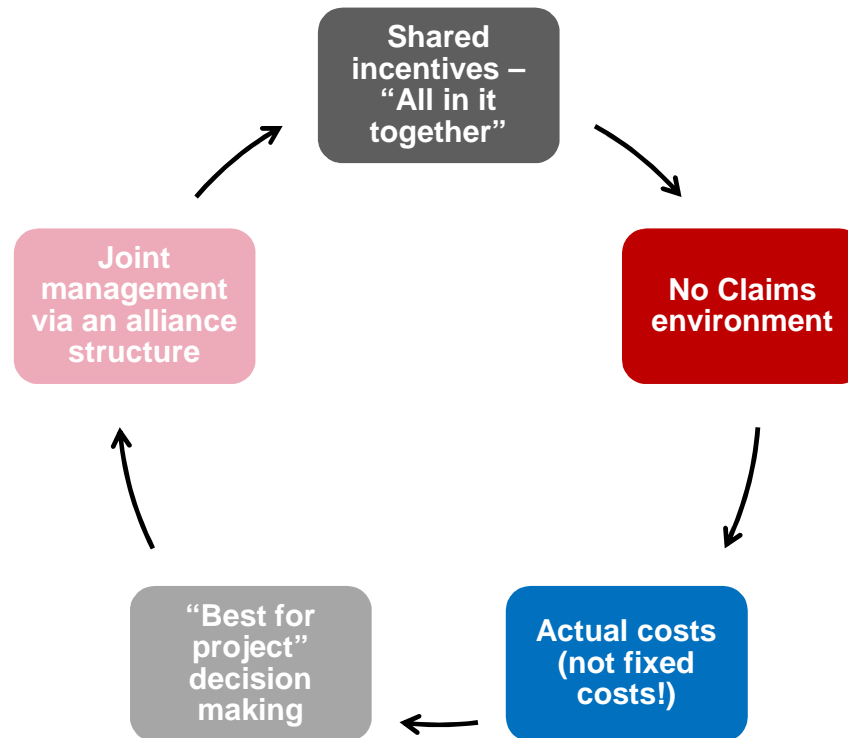 Shared
incentives –
“All in it
together”
No Claims
environment
Actual costs
(not fixed
costs!)
“Best for
project”
decision
making
Joint
management
via an alliance
structure